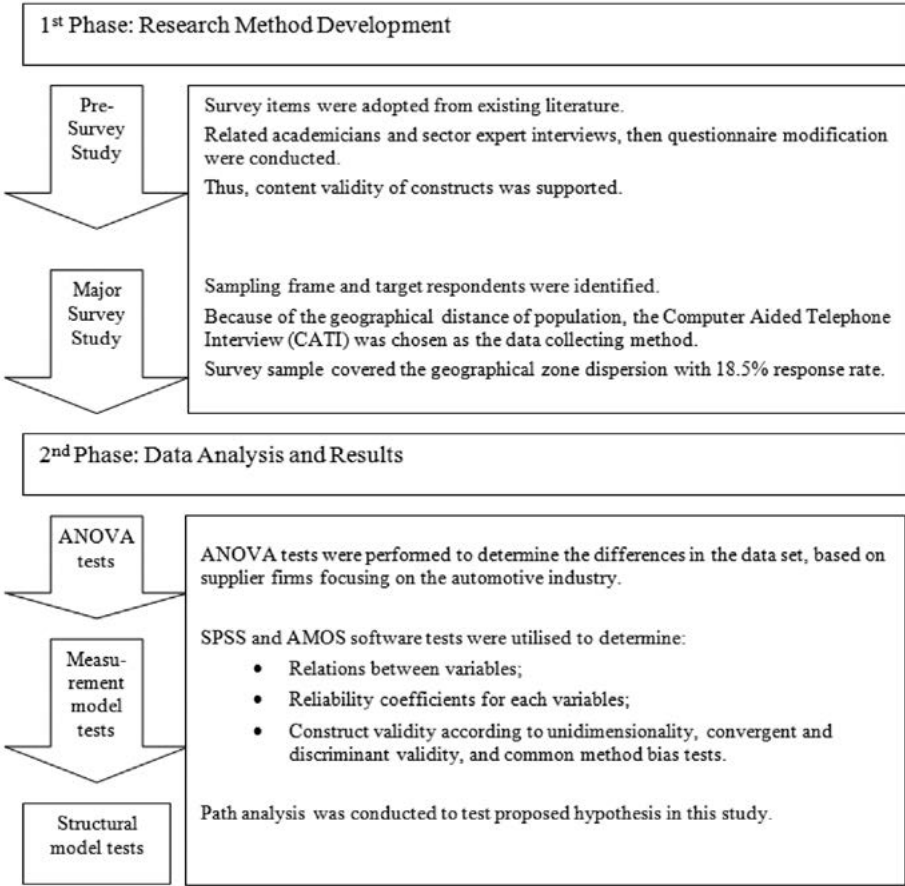 1st Phase: Research Method Development
Pre-
Survey
Study
Survey items were adopted from existing literature.
Related academicians and sector expert interviews, then questionnaire modification
were conducted.
Thus, content validity of constructs was supported.
Major
Survey
Study
Sampling frame and target respondents were identified.
Because of the geographical distance of population, the Computer Aided Telephone
Interview (CATI) was chosen as the data collecting method.
Survey sample covered the geographical zone dispersion with 18.5% response rate.
2nd Phase: Data Analysis and Results
ANOVA
tests
ANOVA tests were performed to determine the differences in the data set, based on
supplier firms focusing on the automotive industry.
Measu-
rement
model
tests
SPSS and AMOS software tests were utilised to determine:
• Relations between variables;
• Reliability coefficients for each variables;
• Construct validity according to unidimensionality, convergent and
discriminant validity, and common method bias tests.
Structural
model tests
Path analysis was conducted to test proposed hypothesis in this study.